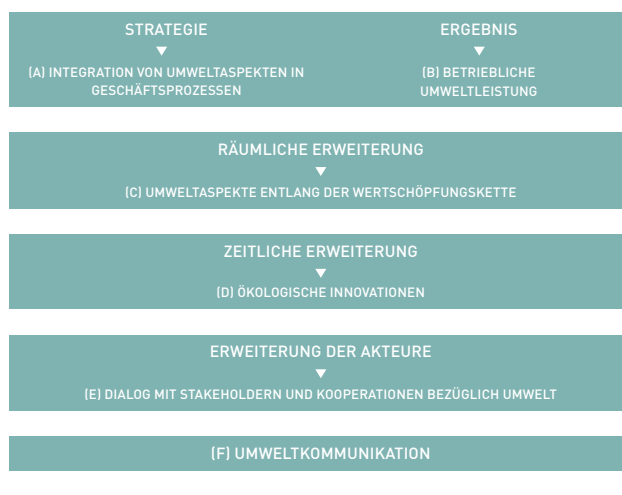 STRATEGIE
(A) INTEGRATION VON UMWELTASPEKTEN IN
GESCHÄFTSPROZESSEN
ERGEBNIS
(B) BETRIEBLICHE
UMWELTLEISTUNG
RÄUMLICHE ERWEITERUNG
(C) UMWELTASPEKTE ENTLANG DER WERTSCHÖPFUNGSKETTE
ZEITLICHE ERWEITERUNG
(D) ÖKOLOGISCHE INNOVATIONEN
ERWEITERUNG DER AKTEURE
(E) DIALOG MIT STAKEHOLDERN UND KOOPERATIONEN BEZÜGLICH UMWELT
(F) UMWELTKOMMUNIKATION